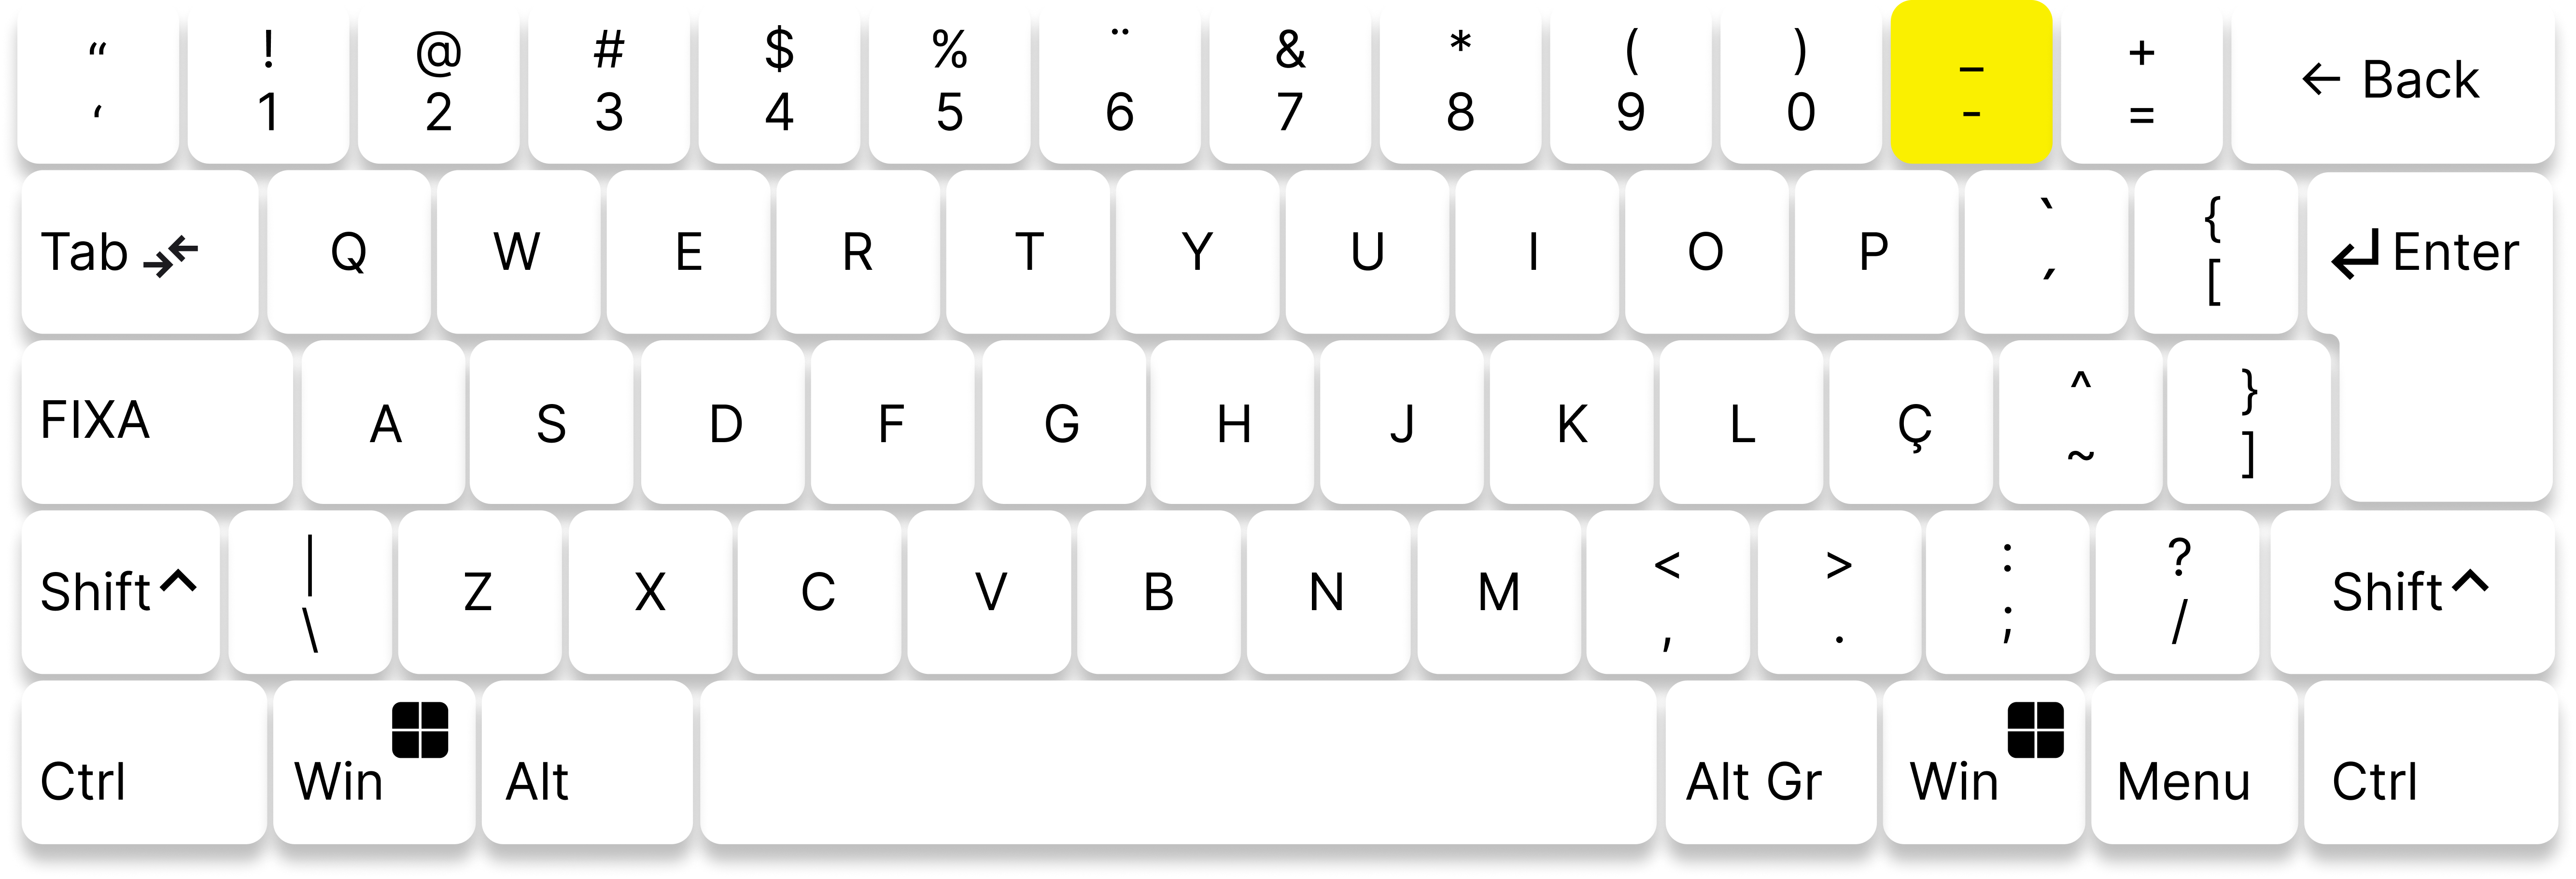 “ ! @ # $ % ¨ & * ( ) _ +
‘ 1 2 3 4 5 6 7 8 9 0 - = ← Back
Tab Q W E R T Y U I O P ` ´ { [ Enter
FIXA A S D F G H J K L Ç ^ ~ } ]
Shift | \ Z X C V B N M < , > . : ; ? / Shift
Ctrl Win Alt Alt Gr Win Menu Ctrl